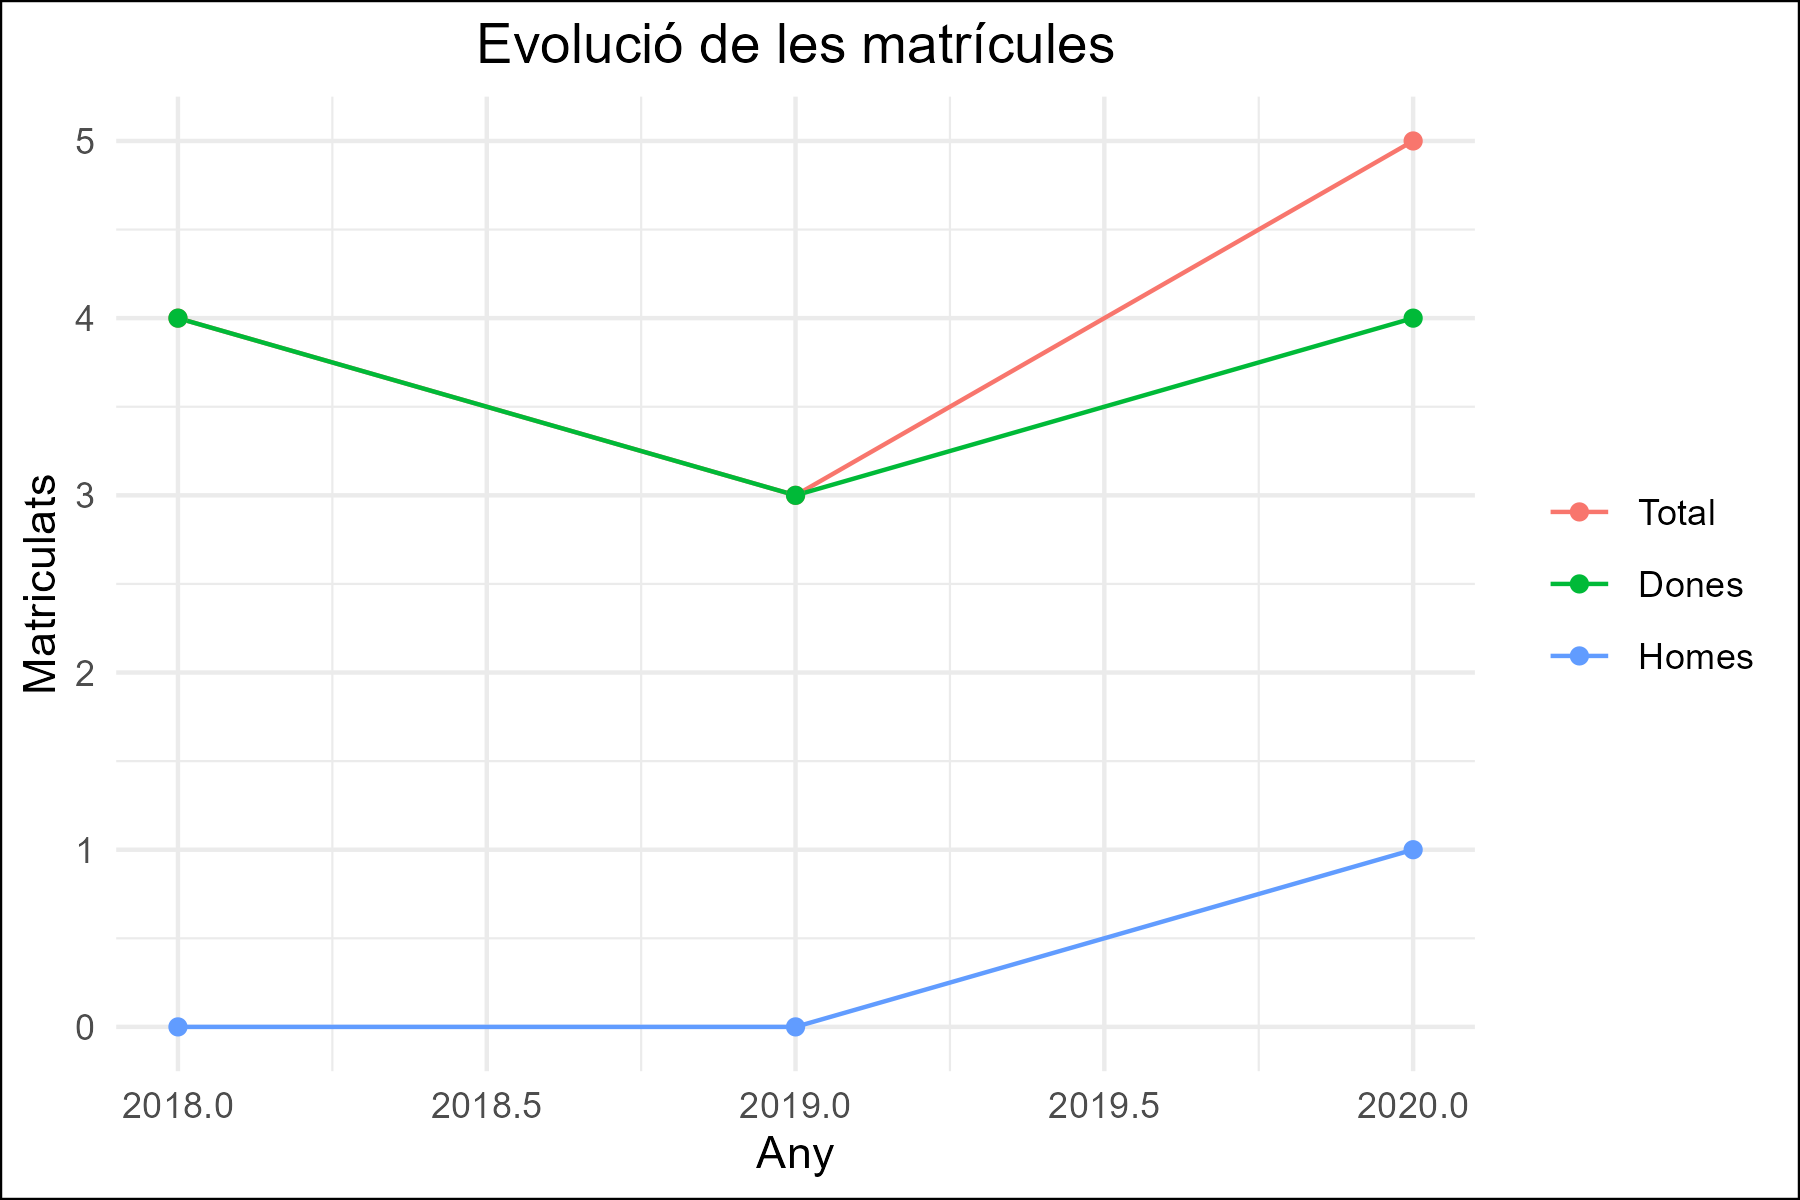 Evolució de les matrícules
5
4
3
2
1
0
Matriculats
2018.0 2018.5 2019.0 2019.5 2020.0
Any
Total
Dones
Homes